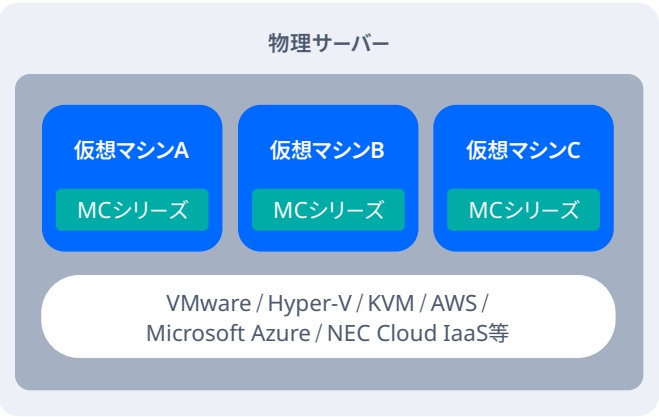 物理サーバー
仮想マシンA
仮想マシンB
仮想マシンC
MCシリーズ
MCシリーズ
MCシリーズ
VMware / Hyper-V / KVM / AWS /
Microsoft Azure / NEC Cloud IaaS等